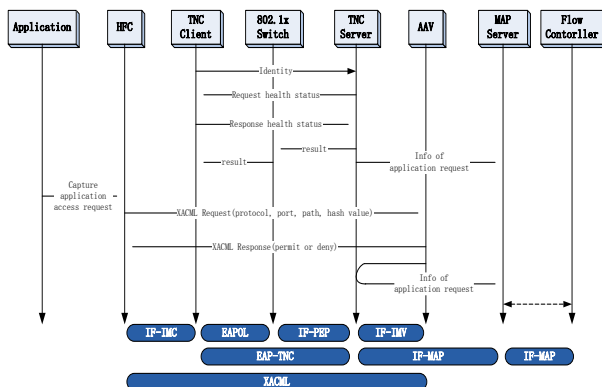 Application
HFC
TNC
Client
802.1x
Switch
TNC
Server
AAV
MAP
Server
Flow
Contorller
Identity
Request health status
Response health status
result
result
Info of
application request
Capture
application
access request
XACML Request(protocol, port, path, hash value)
XACML Response(permit or deny)
Info of
application request
IF-IMC
EAPOL
IF-PEP
IF-IMV
EAP-TNC
IF-MAP
IF-MAP
XACML